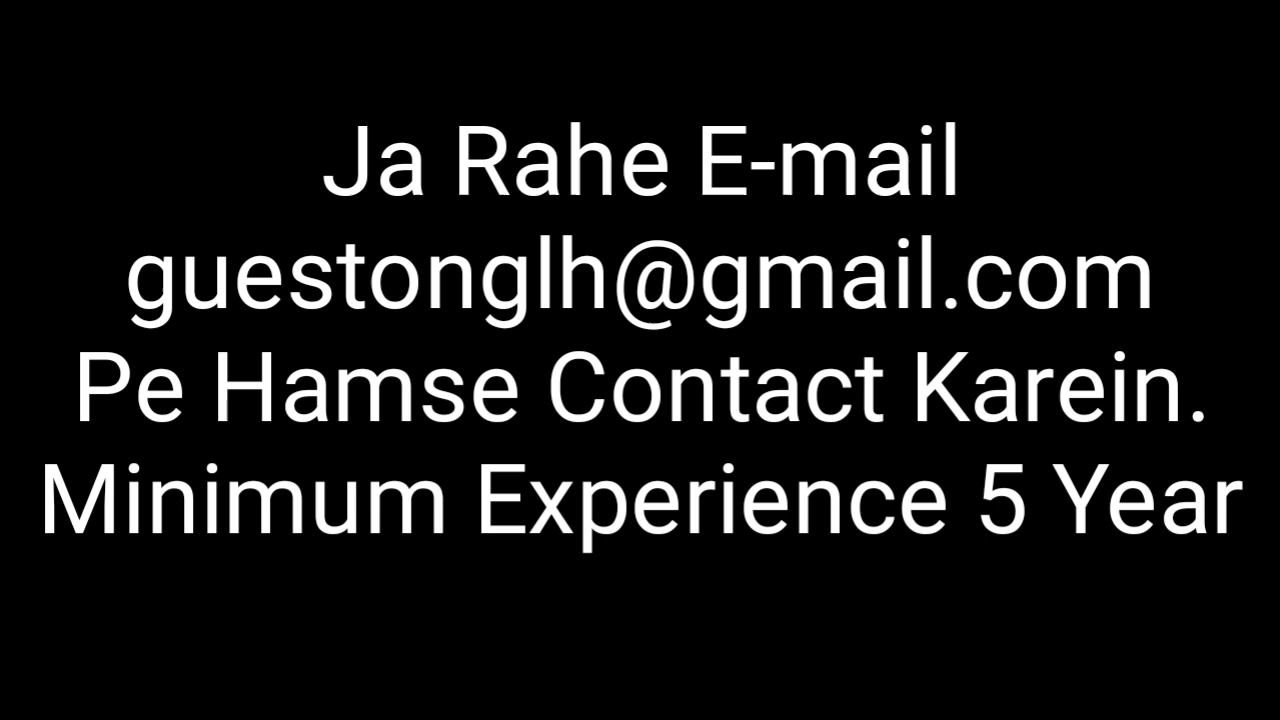 Ja Rahe E-mail
guestonglh@gmail.com
Pe Hamse Contact Karein.
Minimum Experience 5 Year